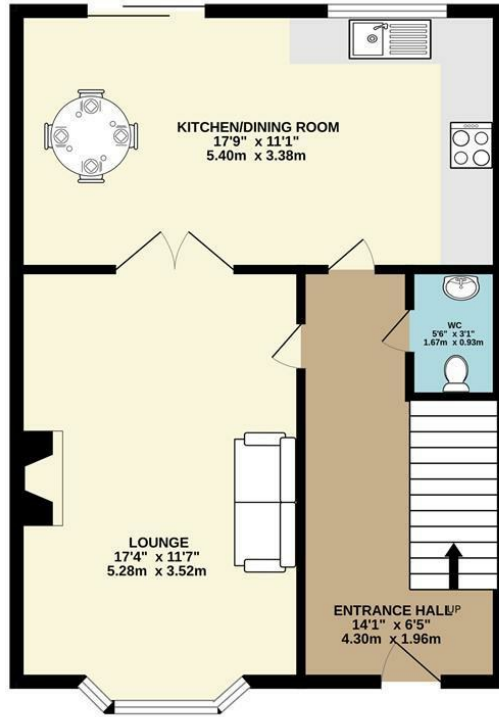 KITCHEN/DINING ROOM
17'9" x 11'1"
5.40m x 3.38m
WC
5'6" x 3'1"
1.67m x 0.93m
LOUNGE
17'4" x 11'7"
5.28m x 3.52m
UP
ENTRANCE HALL
14'1" x 6'5"
4.30m x 1.96m